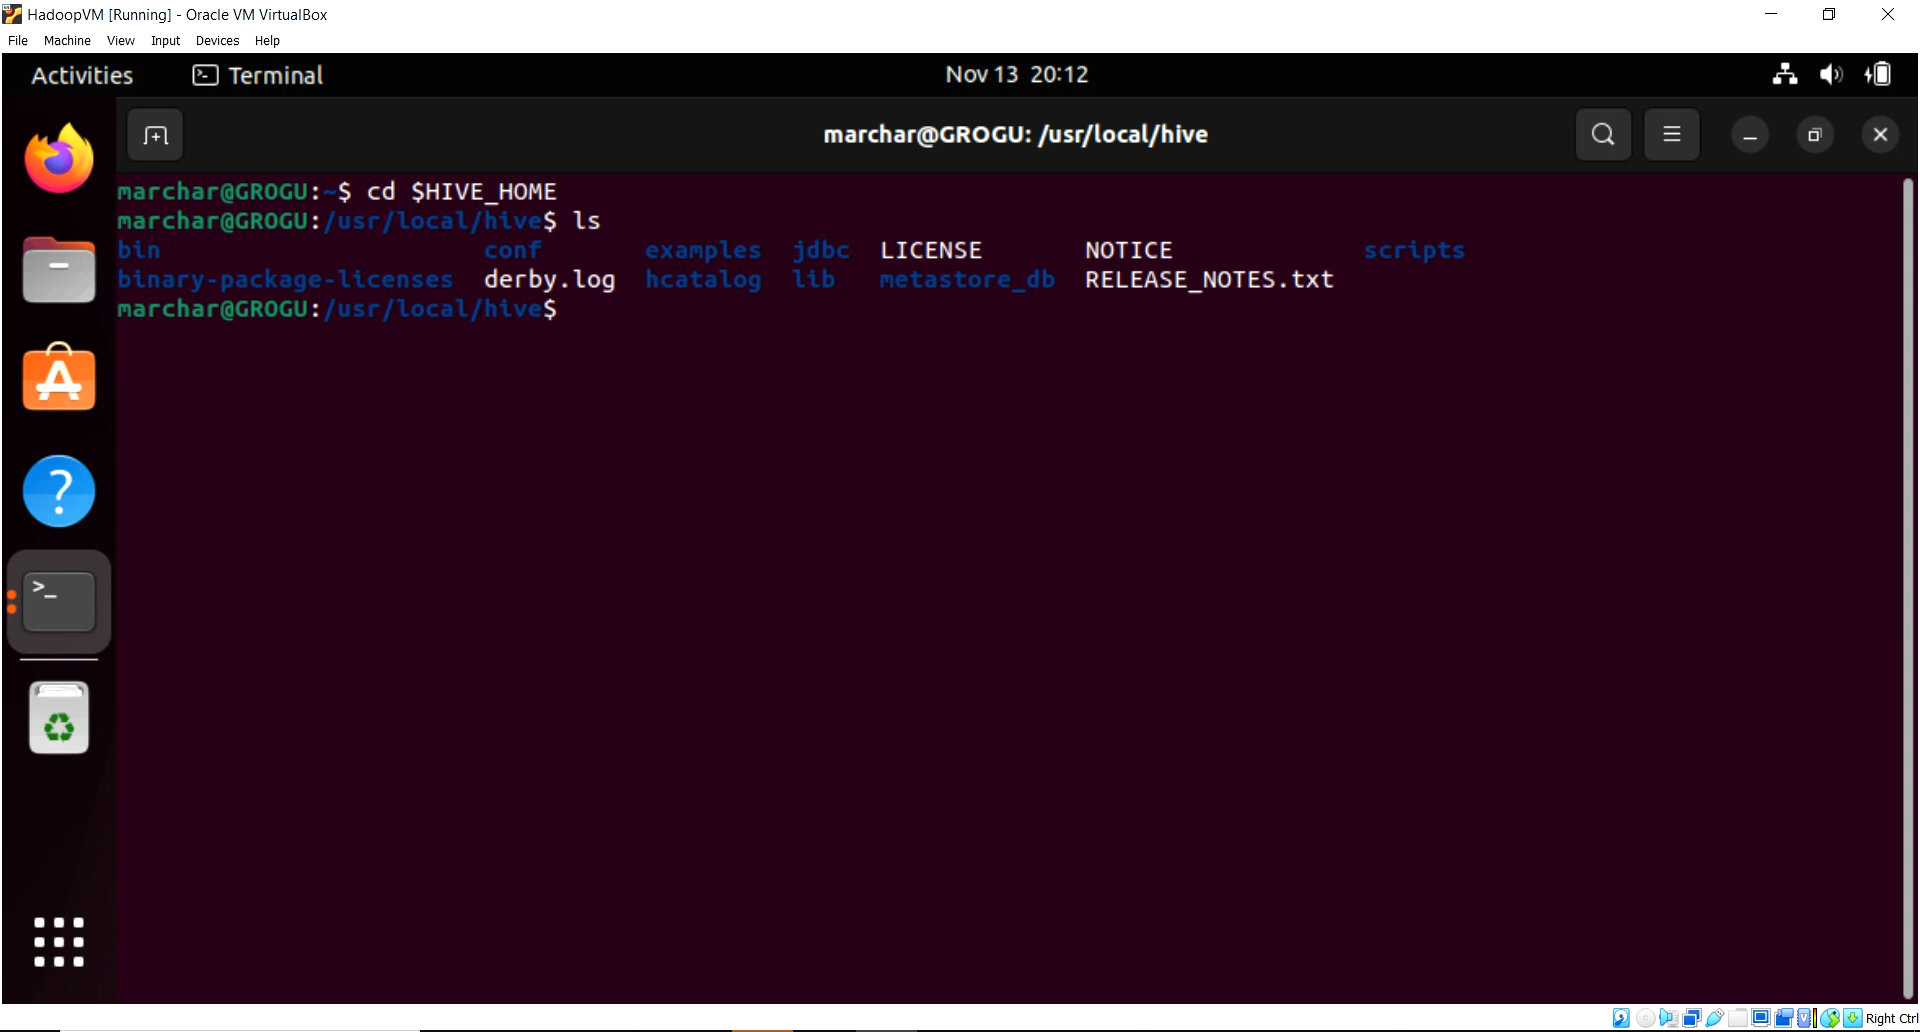 HadoopVM [Running] - Oracle VM VirtualBox
File Machine View Input Devices Help
Activities Terminal Nov 13 20:12
marchar@GROGU: /usr/local/hive
marchar@GROGU:~$ cd $HIVE_HOME
marchar@GROGU:/usr/local/hive$ ls
bin conf examples jdbc LICENSE NOTICE scripts
binary-package-licenses derby.log hcatalog lib metastore_db RELEASE_NOTES.txt
marchar@GROGU:/usr/local/hive$
>_
Right Ctrl